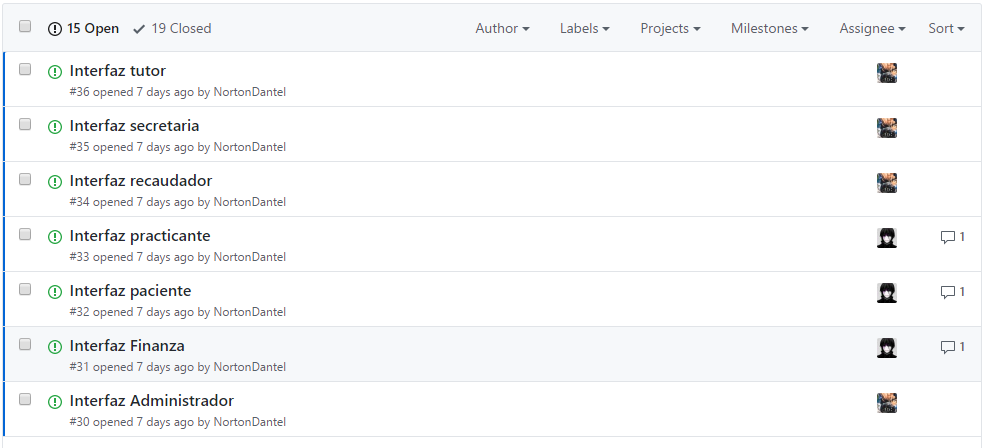 15 Open 19 Closed Author Labels Projects Milestones Assignee Sort
Interfaz tutor
#36 opened 7 days ago by NortonDantel
Interfaz secretaria
#35 opened 7 days ago by NortonDantel
Interfaz recaudador
#34 opened 7 days ago by NortonDantel
Interfaz practicante 1
#33 opened 7 days ago by NortonDantel
Interfaz paciente 1
#32 opened 7 days ago by NortonDantel
Interfaz Finanza 1
#31 opened 7 days ago by NortonDantel
Interfaz Administrador
#30 opened 7 days ago by NortonDantel